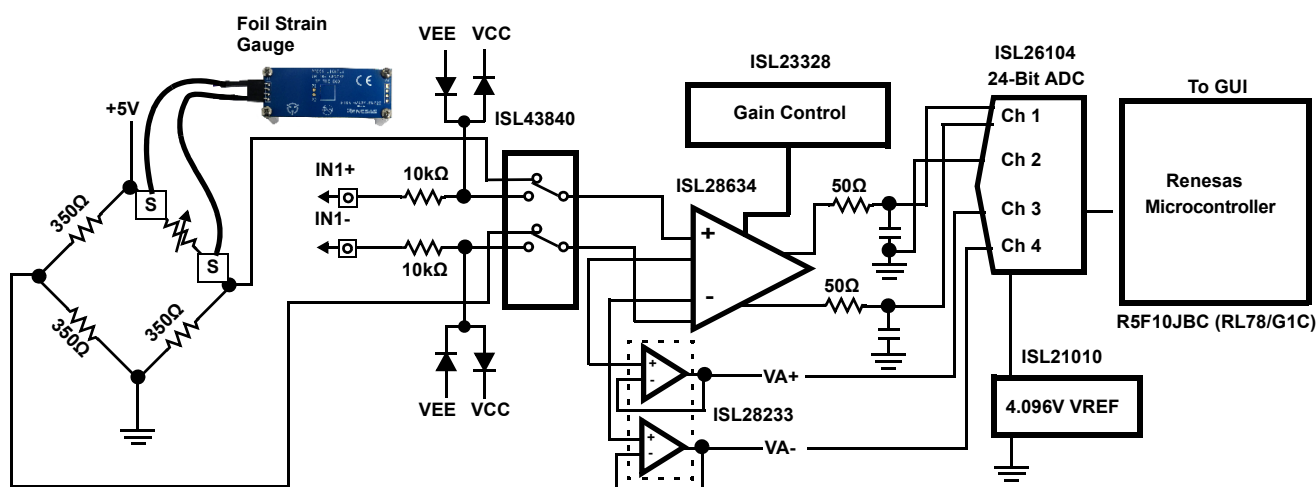 Foil Strain
Gauge
+5V
S
S
350Ω
350Ω
350Ω
VEE
VCC
IN1+
IN1-
10kΩ
10kΩ
VEE
VCC
ISL43840
ISL23328
Gain Control
ISL28634
+
-
50Ω
50Ω
+
-
+
-
ISL28233
VA+
VA-
ISL26104
24-Bit ADC
Ch 1
Ch 2
Ch 3
Ch 4
ISL21010
4.096V VREF
To GUI
Renesas
Microcontroller
R5F10JBC (RL78/G1C)
CE